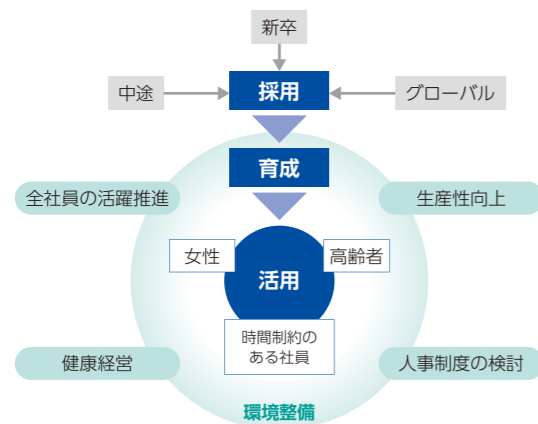 新卒
中途
採用
グローバル
育成
全社員の活躍推進
生産性向上
女性
高齢者
活用
時間制約の
ある社員
健康経営
人事制度の検討
環境整備